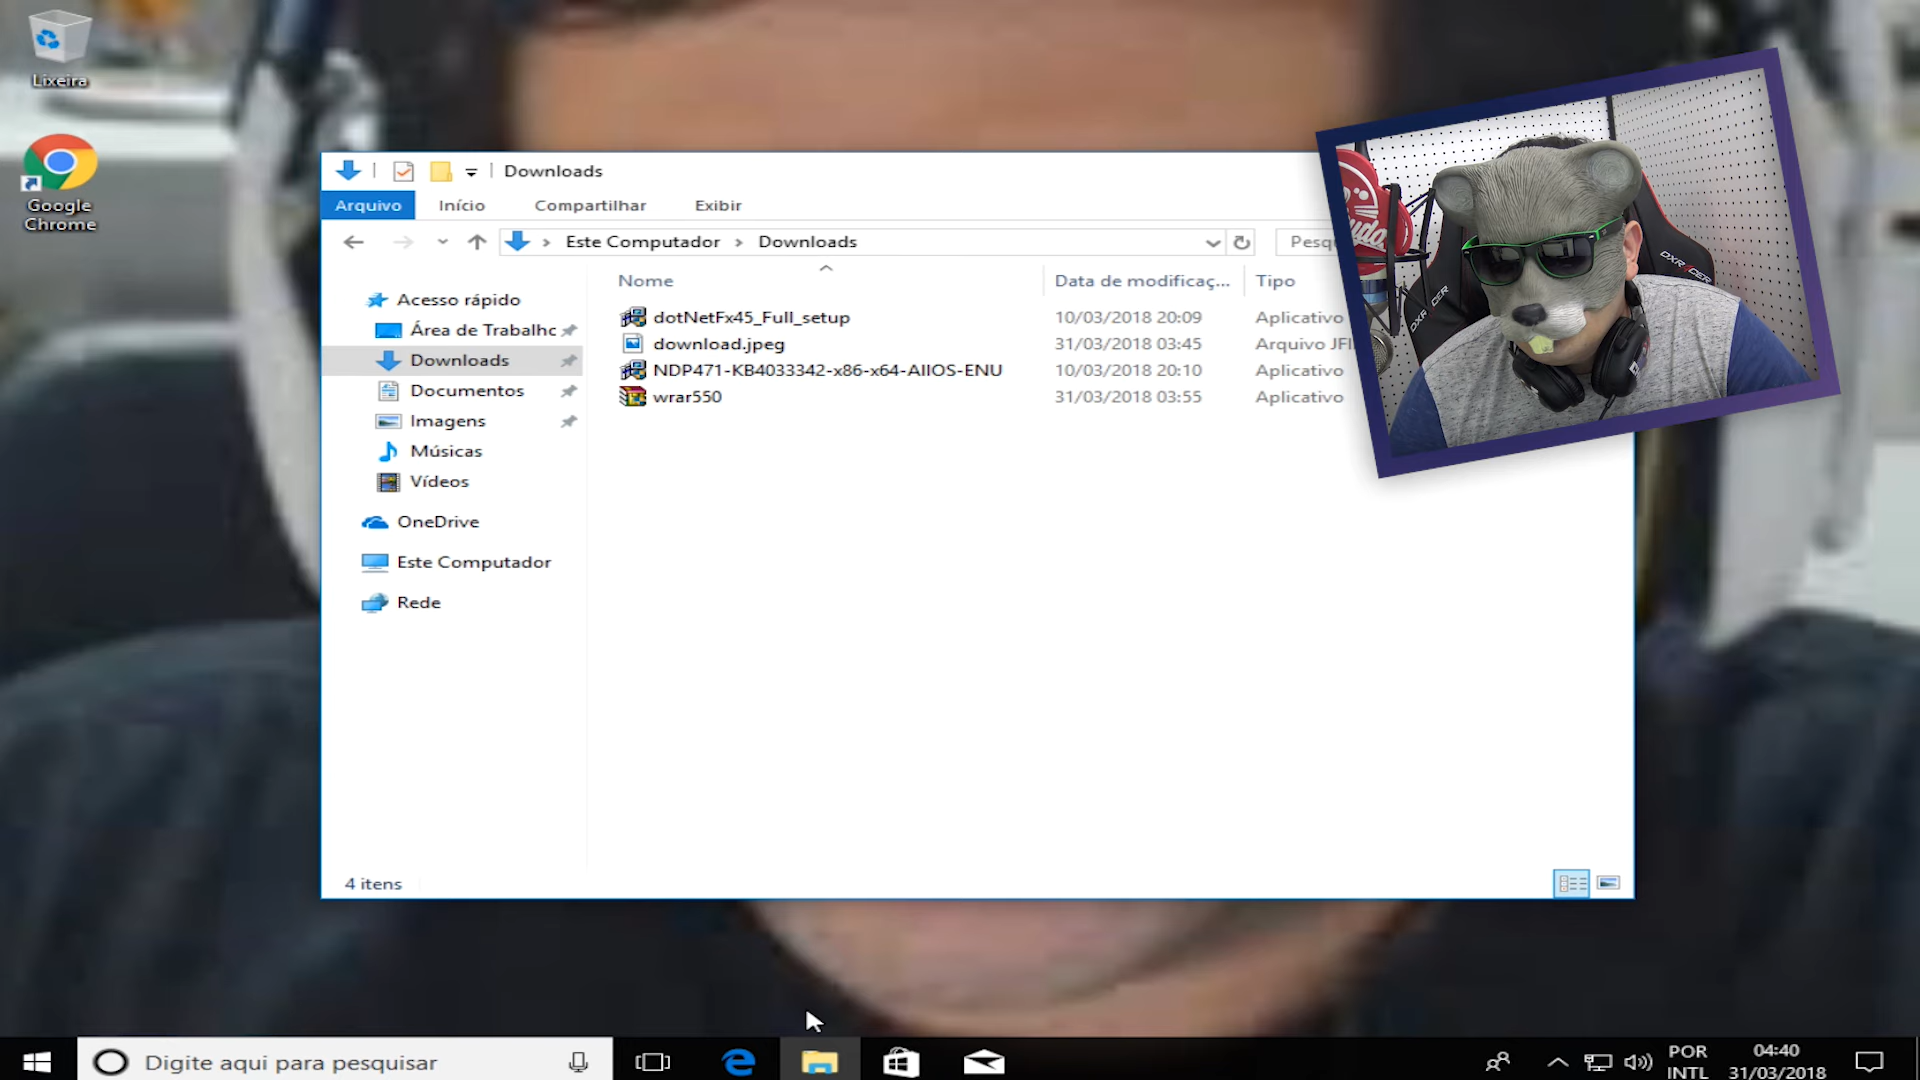 Lixeira
Google
Chrome
Downloads
Arquivo
Início
Compartilhar
Exibir
Este Computador
Downloads
Nome
Data de modificaç...
Tipo
Acesso rápido
Área de Trabalhc
Downloads
Documentos
Imagens
Músicas
Vídeos
OneDrive
Este Computador
Rede
dotNetFx45_Full_setup
10/03/2018 20:09
Aplicativo
download.jpeg
31/03/2018 03:45
Arquivo JFI
NDP471-KB4033342-x86-x64-AllOS-ENU
10/03/2018 20:10
Aplicativo
wrar550
31/03/2018 03:55
Aplicativo
4 itens
DXRACER
DXRACER
Digite aqui para pesquisar
POR
INTL
04:40
31/03/2018